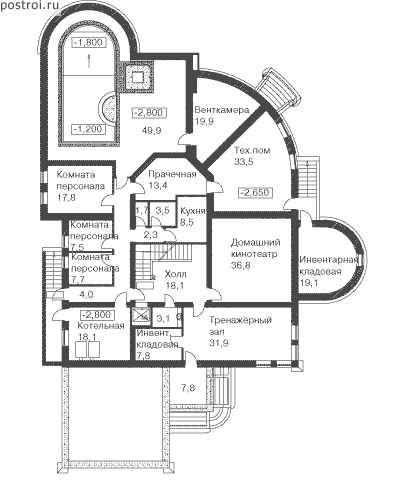 postroi.ru
-1,800
-1,200
-2,800
49,9
Венткамера
19,9
Тех.пом
33,5
-2,650
Комната
персонала
17,8
Прачечная
13,4
1,7
3,5
Кухня
8,5
Комната
персонала
7,5
2,3
Комната
персонала
7,7
4,0
Холл
18,1
Домашний
кинотеатр
36,8
Инвентарная
кладовая
19,1
-2,800
Котельная
18,1
3,1
Инвент.
кладовая
7,8
Тренажёрный
зал
31,9
7,8